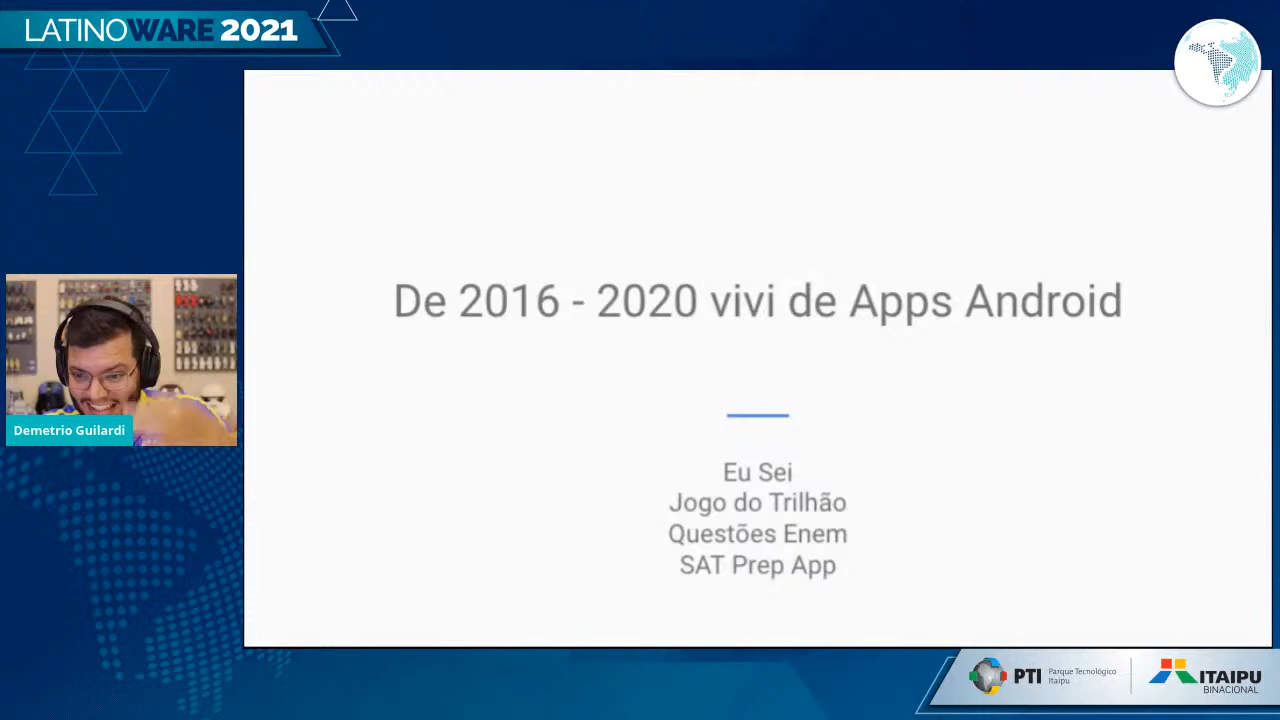 LATINOWARE 2021
De 2016 - 2020 vivi de Apps Android
Eu Sei
Jogo do Trilhão
Questões Enem
SAT Prep App
Demetrio Guilardi
PTI
Parque Tecnológico
Itaipu
ITAIPU
BINACIONAL